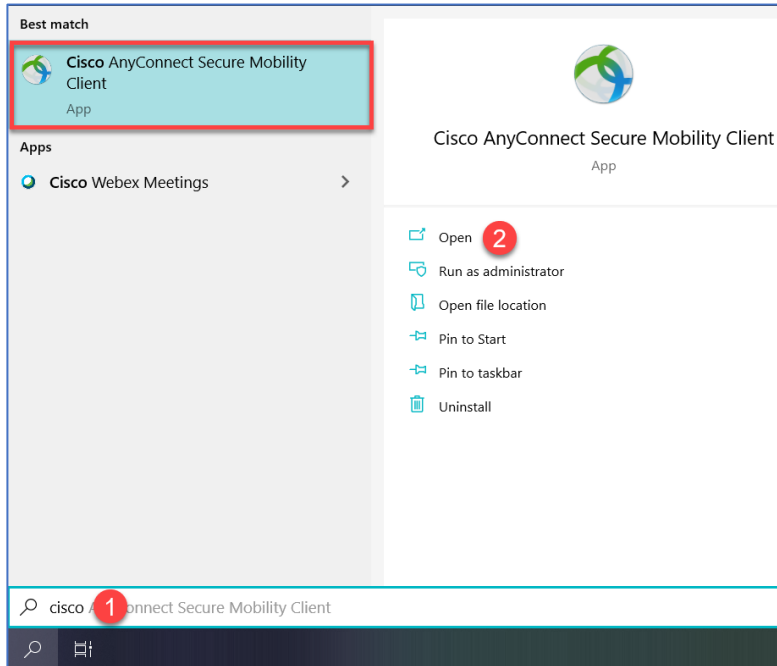 Best match
Cisco AnyConnect Secure Mobility
Client
App
Apps
Cisco Webex Meetings
Cisco AnyConnect Secure Mobility Client
App
Open 2
Run as administrator
Open file location
Pin to Start
Pin to taskbar
Uninstall
cisco 1 onnect Secure Mobility Client